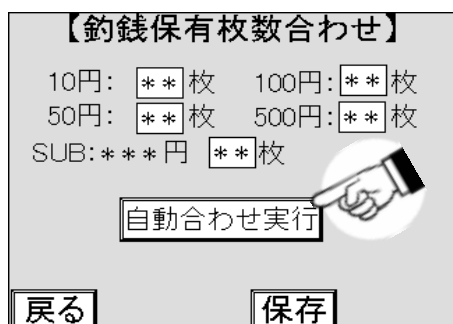 【釣銭保有枚数合わせ】
10円: **枚 100円:**枚
50円: **枚 500円:**枚
SUB:***円 **枚
自動合わせ実行
戻る 保存